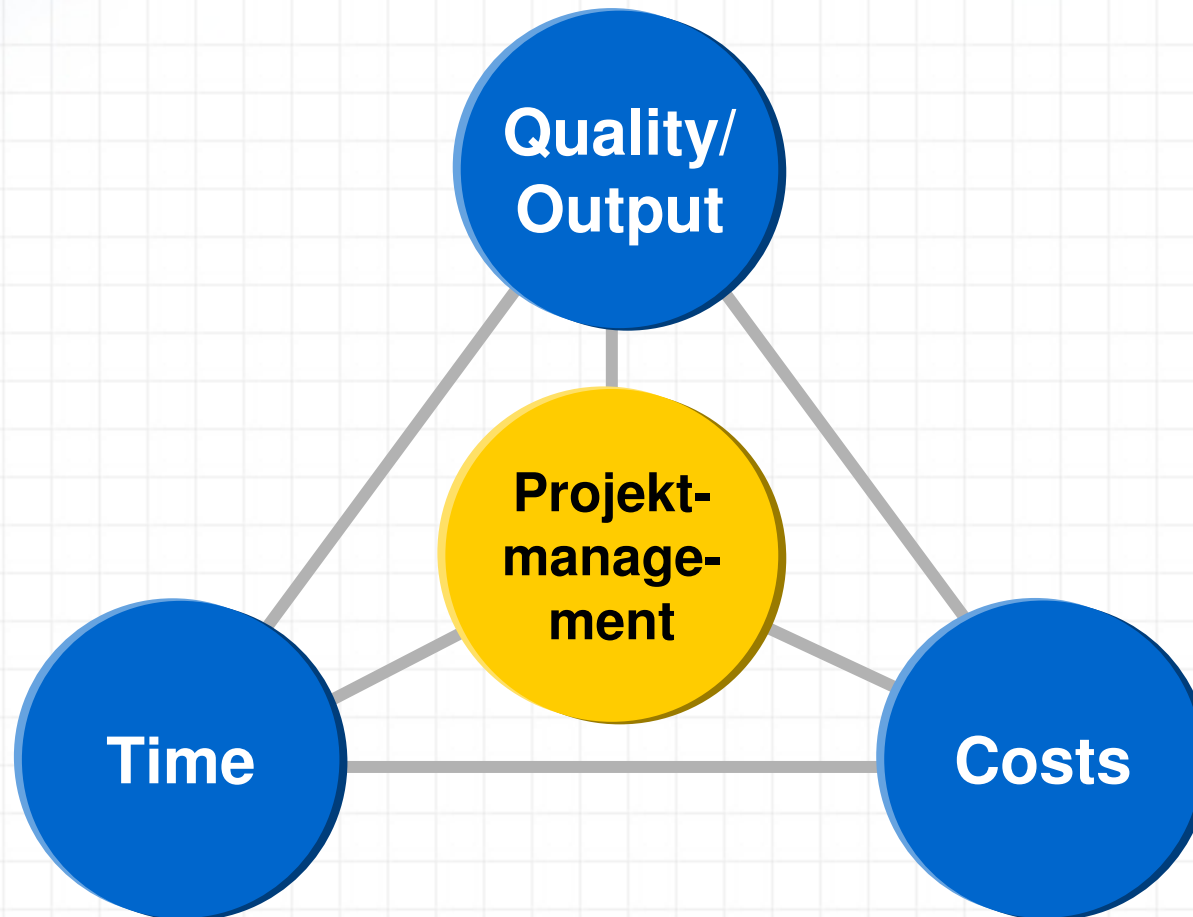 Quality/
Output
Projekt-
manage-
ment
Time
Costs